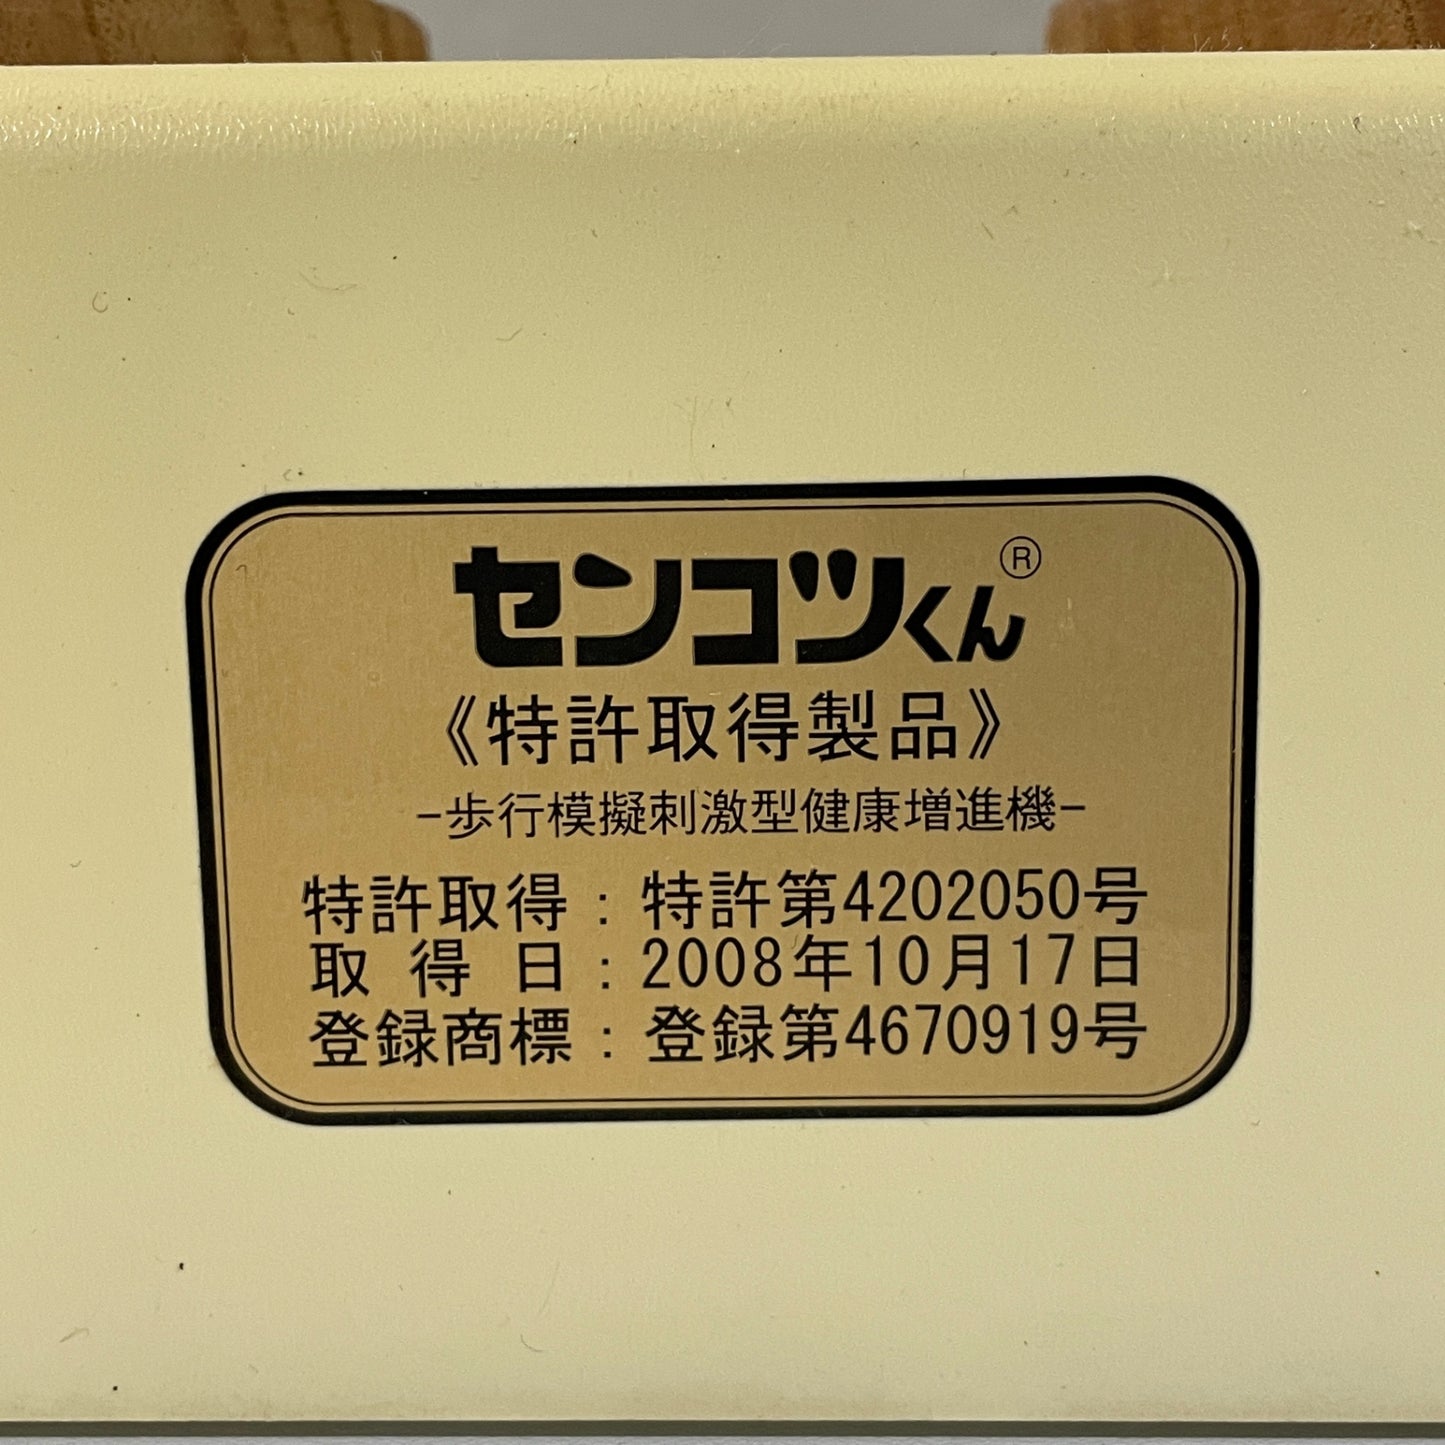 センコツくん®
《特許取得製品》
-歩行模擬刺激型健康増進機-
特許取得：特許第4202050号
取得日：2008年10月17日
登録商標：登録第4670919号